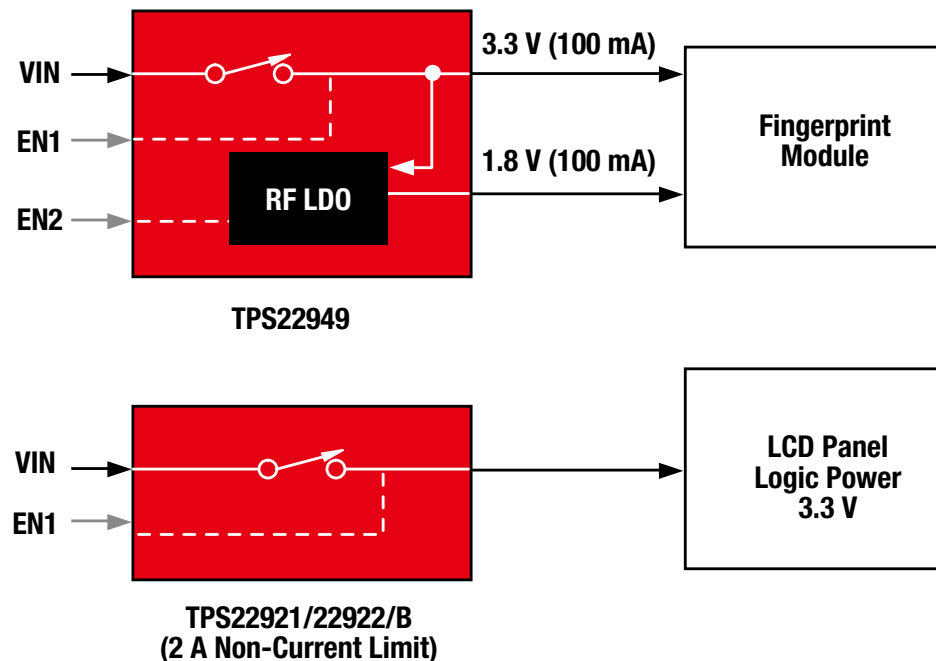 VIN
EN1
EN2
RF LDO
3.3 V (100 mA)
1.8 V (100 mA)
Fingerprint
Module
TPS22949
VIN
EN1
LCD Panel
Logic Power
3.3 V
TPS22921/22922/B
(2 A Non-Current Limit)